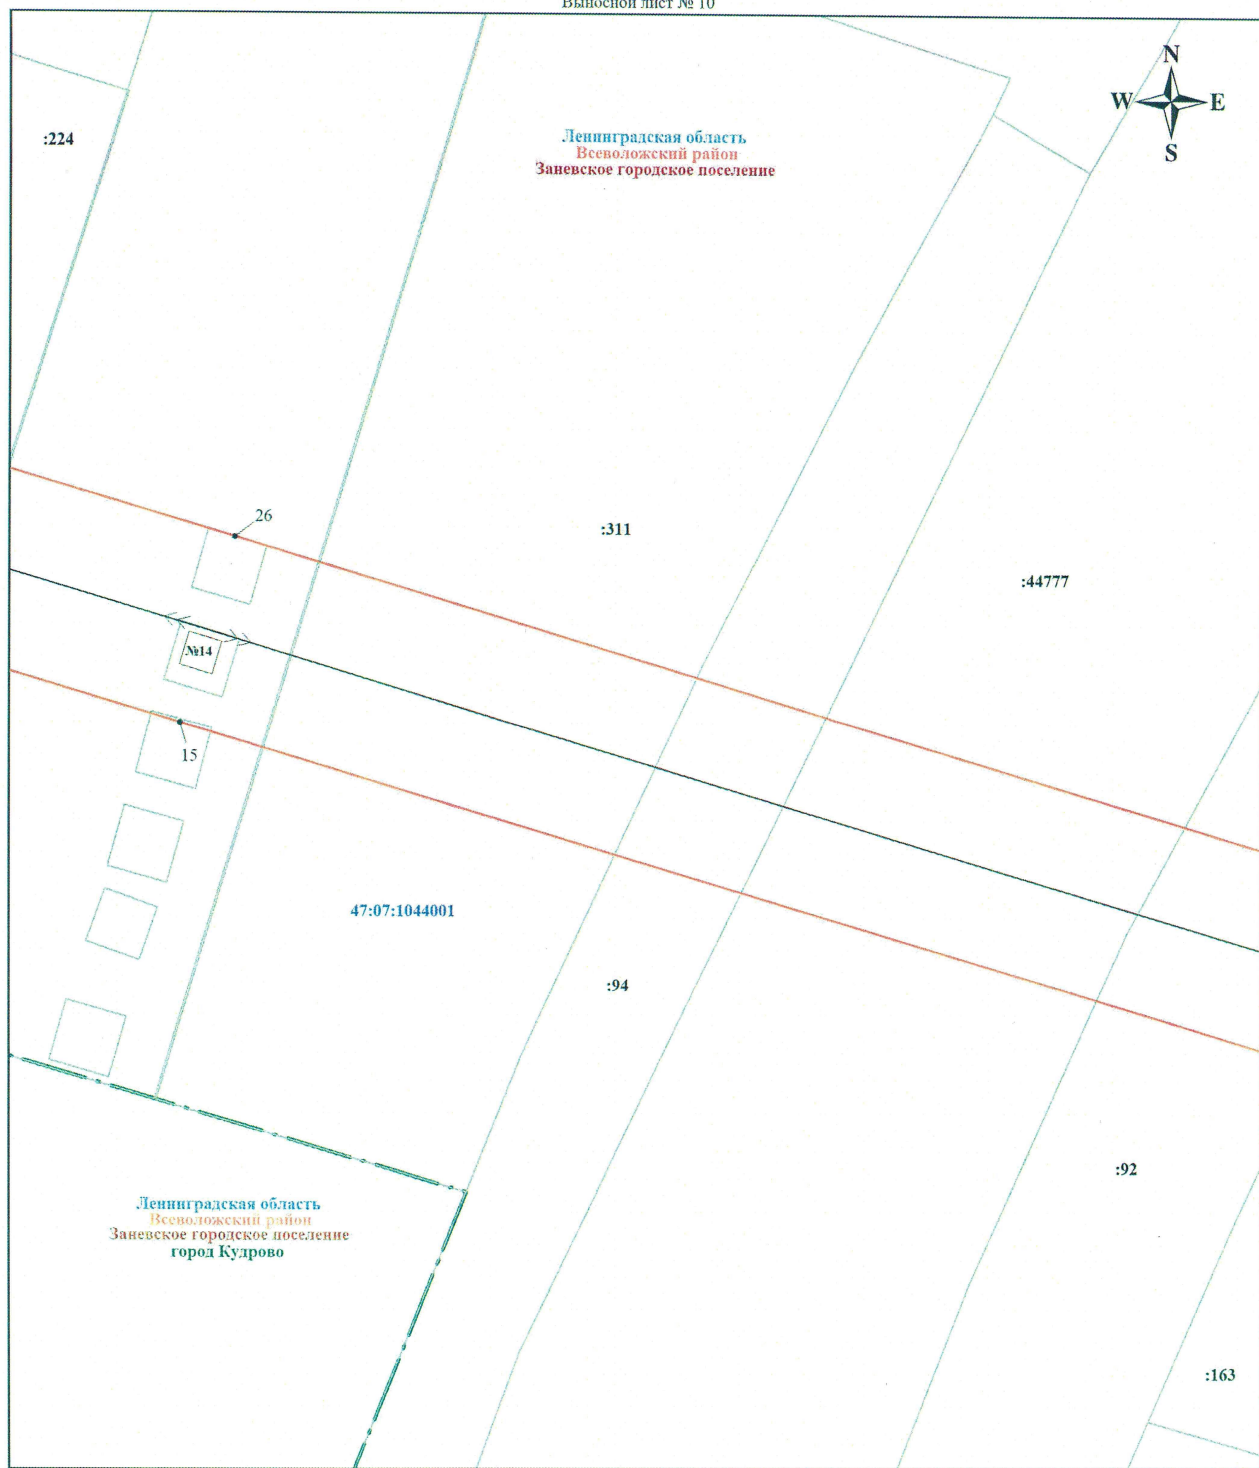 Выносной лист № 10
N
W E
S
:224
Ленинградская область
Всеволожский район
Заневское городское поселение
26
:311
:44777
№14
15
47:07:1044001
:94
:92
Ленинградская область
Всеволожский район
Заневское городское поселение
город Кудрово
:163